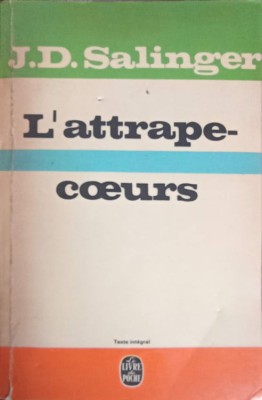 J.D. Salinger
L'attrape-
cœurs
Texte intégral
Le
LIVRE
de
POCHE